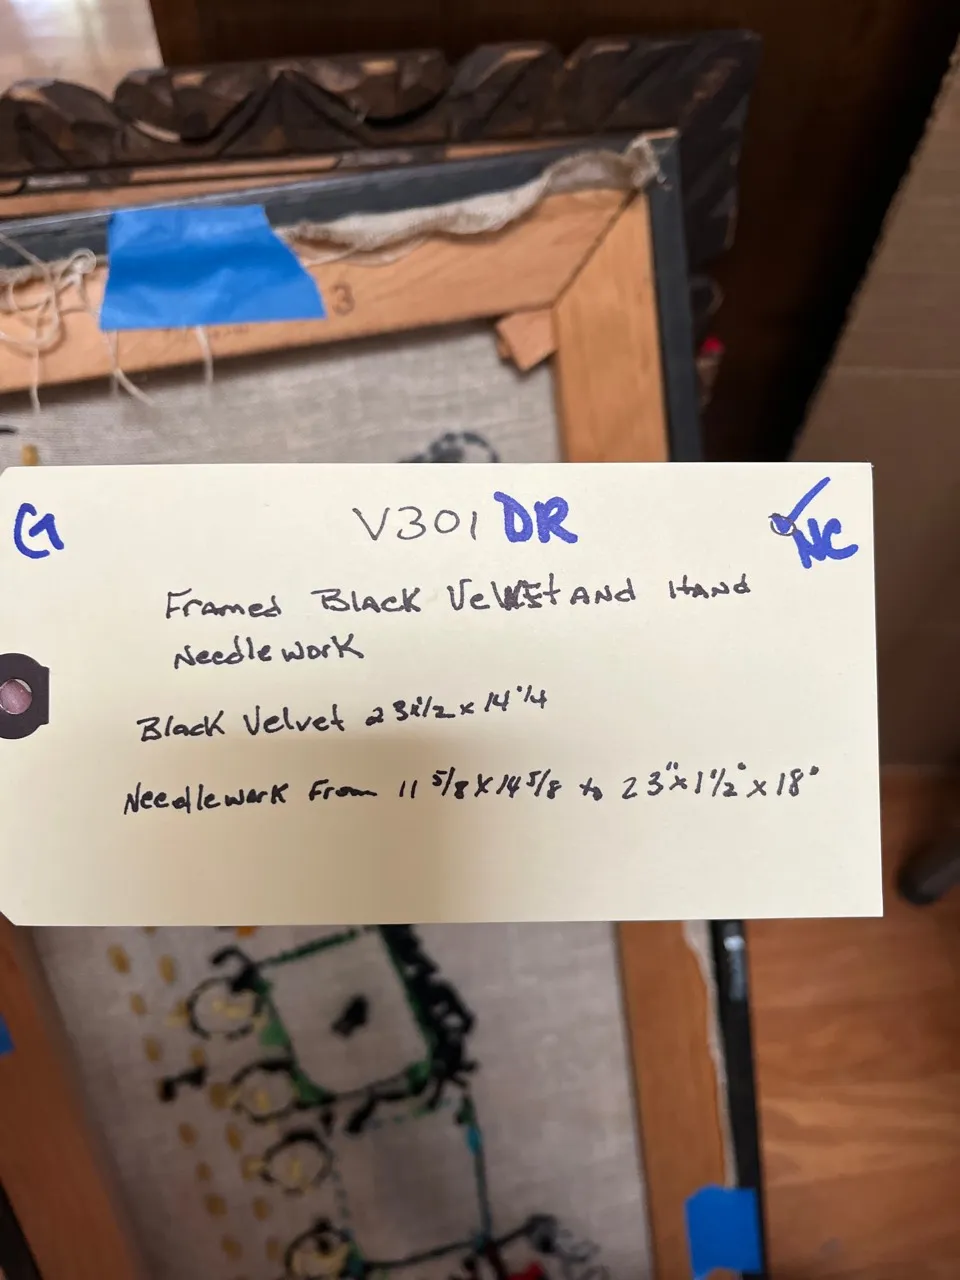 3
G V301 DR NC
Framed Black Velvet and Hand
Needlework
Black Velvet 23 1/2 x 14 1/4
Needlework From 11 5/8 x 14 5/8 to 23" x 1 1/2" x 18"